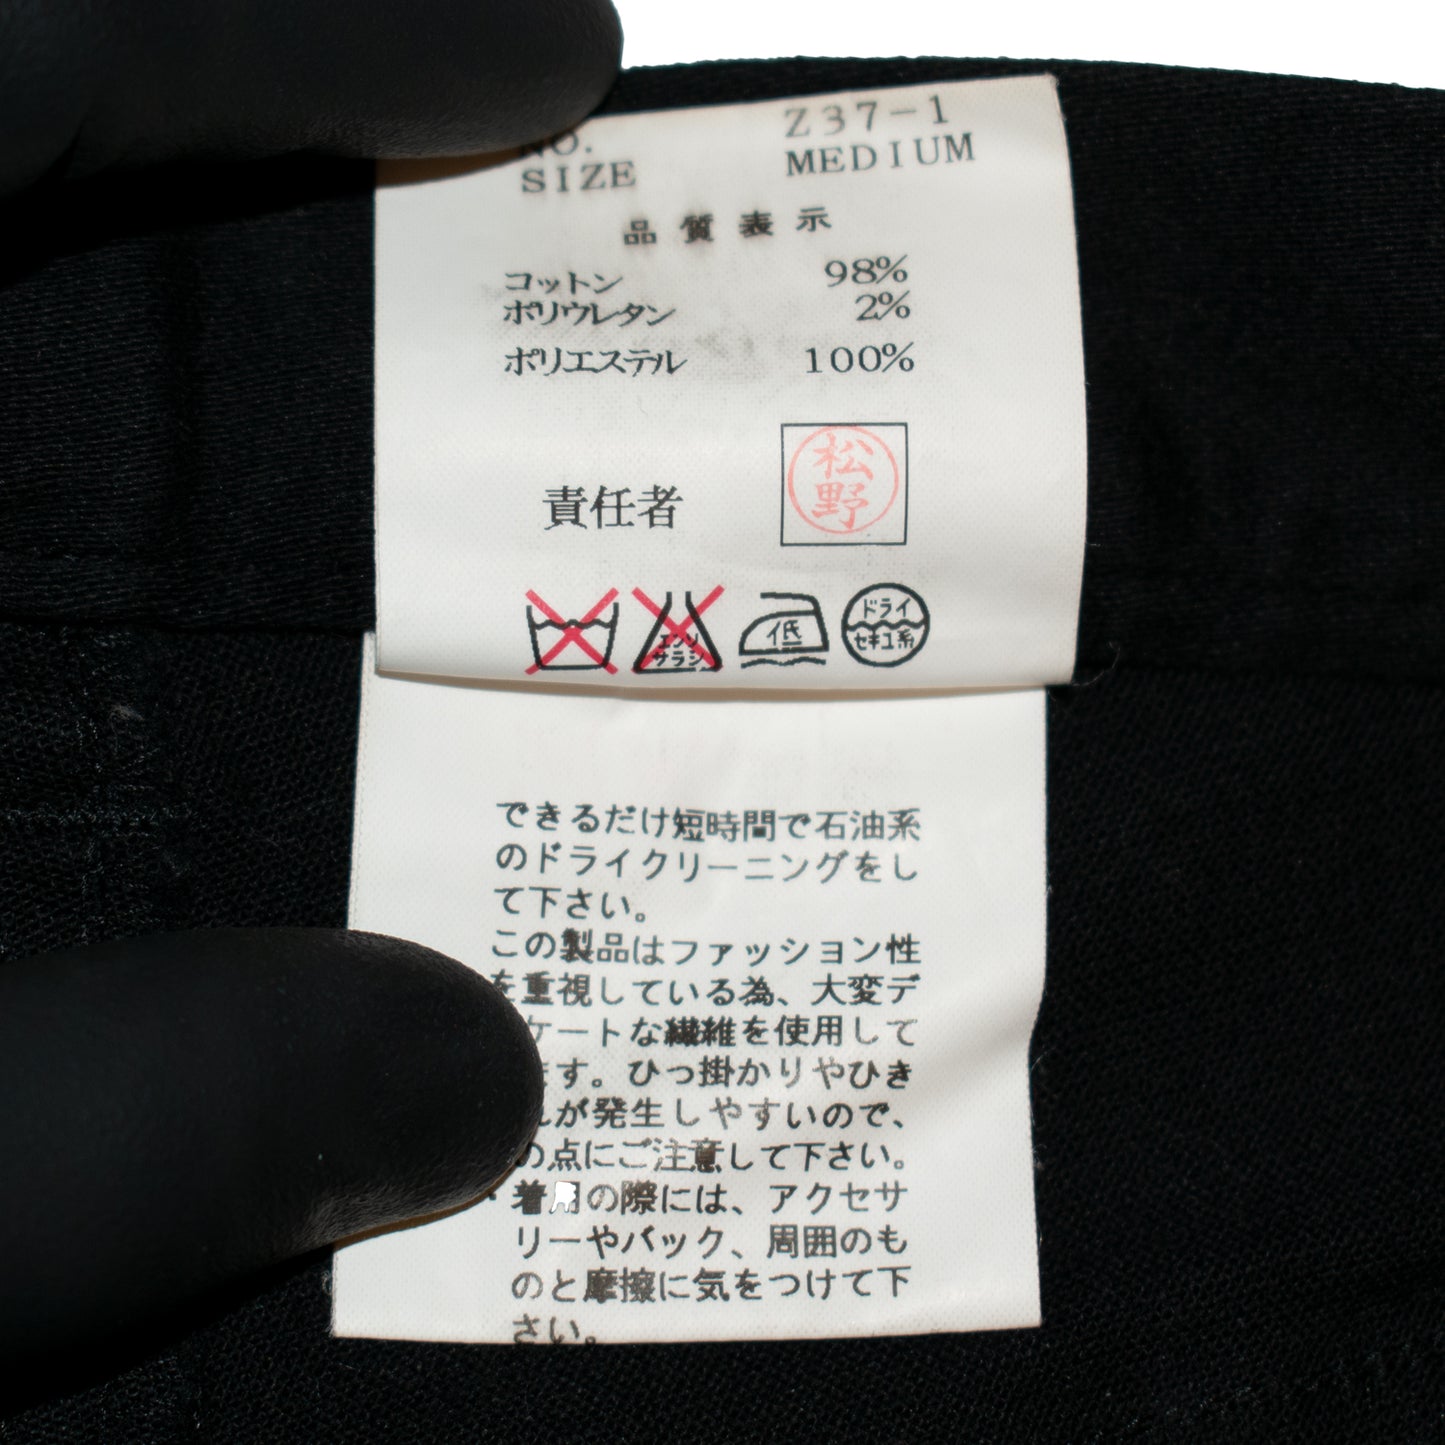 NO. Z37-1
SIZE MEDIUM
品質表示
コットン 98%
ポリウレタン 2%
ポリエステル 100%
責任者 松野
エンソサラシ 低 ドライセキユ系
できるだけ短時間で石油系
のドライクリーニングをし
て下さい。
この製品はファッション性
を重視している為、大変デ
ケートな繊維を使用して
ます。ひっ掛かりやひき
れが発生しやすいので、
の点にご注意して下さい。
・着用の際には、アクセサ
リーやバック、周囲のも
のと摩擦に気をつけて下
さい。